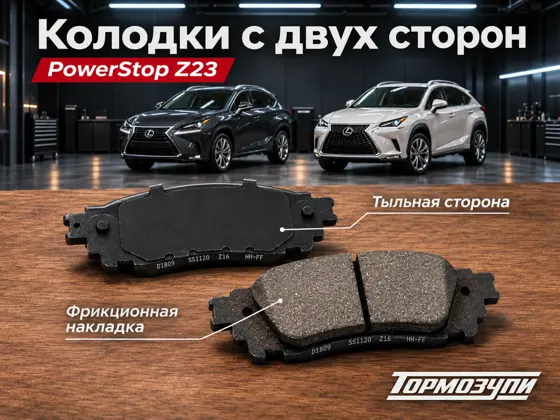 Колодки с двух сторон
PowerStop Z23
Тыльная сторона
D1809 SS1120 Z16 HH-FF
Фрикционная
накладка
D1809 SS1120 Z16 HH-FF
ТОРМОЗУПИ